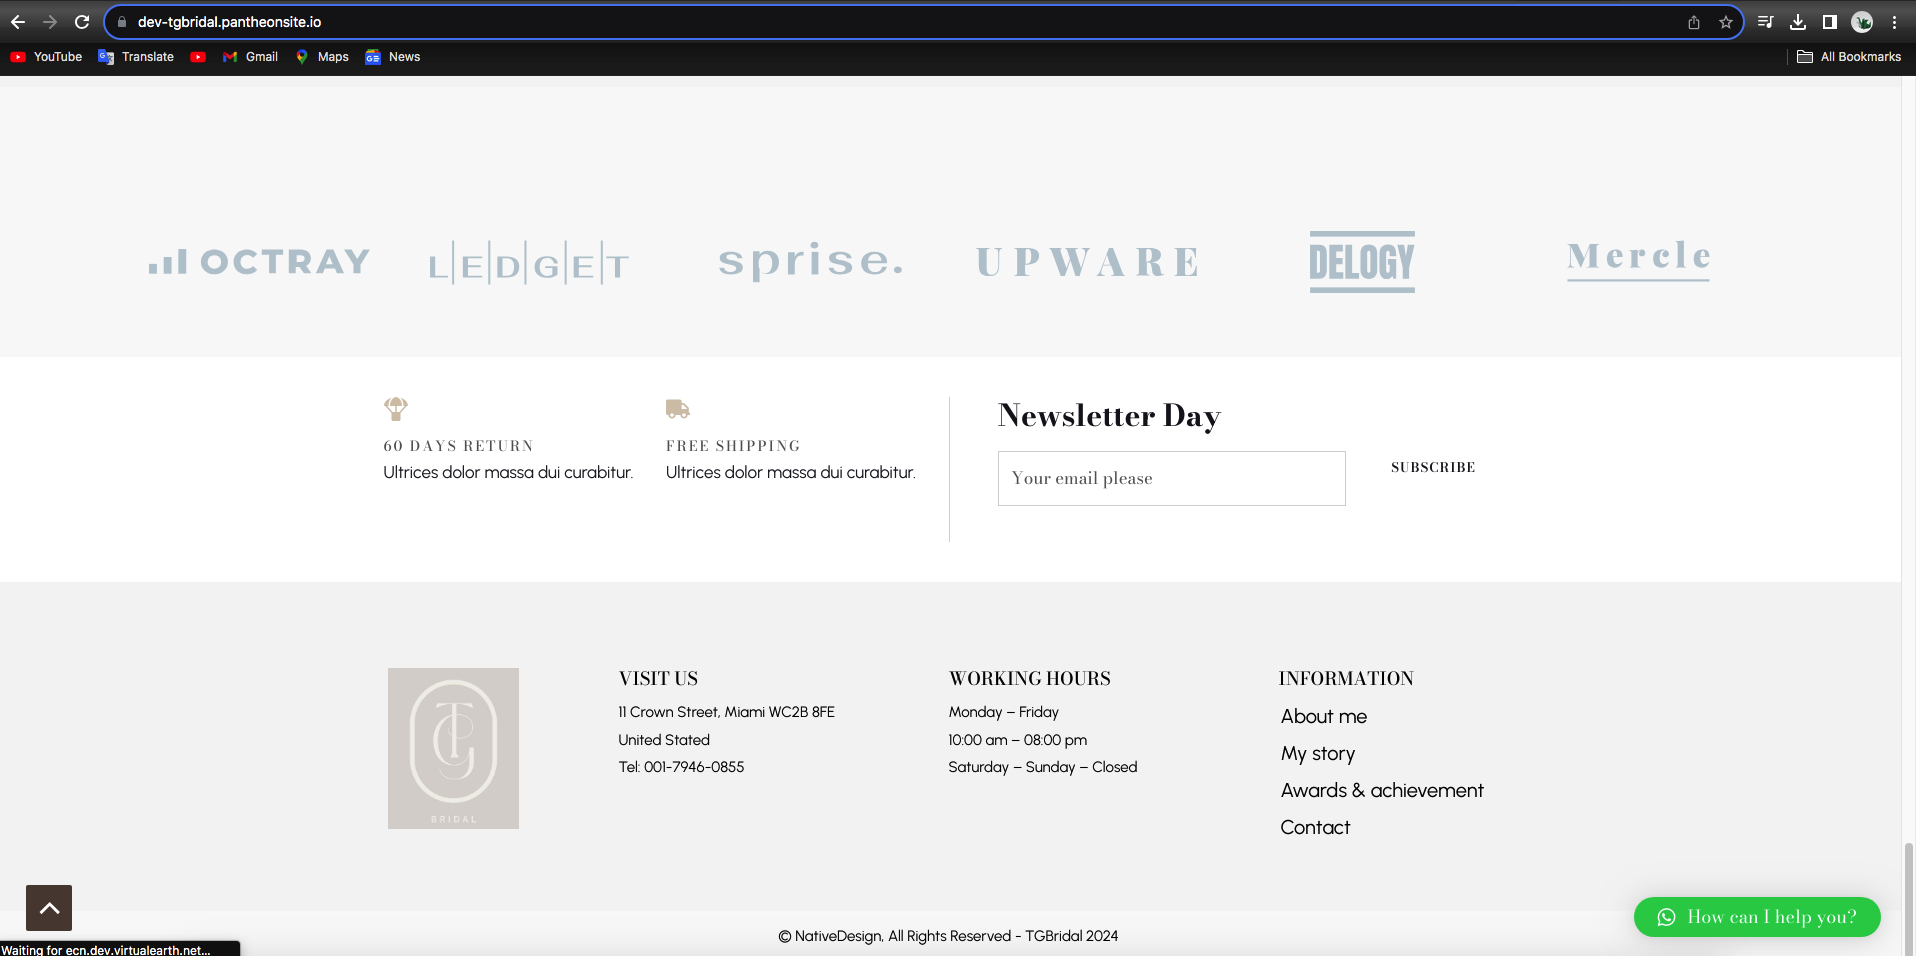 dev-tgbridal.pantheonsite.io
YouTube Translate Gmail Maps News All Bookmarks
OCTRAY LEDGET sprise. UPWARE DELOGY Mercle
60 DAYS RETURN
Ultrices dolor massa dui curabitur.
FREE SHIPPING
Ultrices dolor massa dui curabitur.
Newsletter Day
Your email please
SUBSCRIBE
TGP
BRIDAL
VISIT US
11 Crown Street, Miami WC2B 8FE
United Stated
Tel: 001-7946-0855
WORKING HOURS
Monday – Friday
10:00 am – 08:00 pm
Saturday – Sunday – Closed
INFORMATION
About me
My story
Awards & achievement
Contact
How can I help you?
© NativeDesign, All Rights Reserved - TGBridal 2024
Waiting for ecn.dev.virtualearth.net...